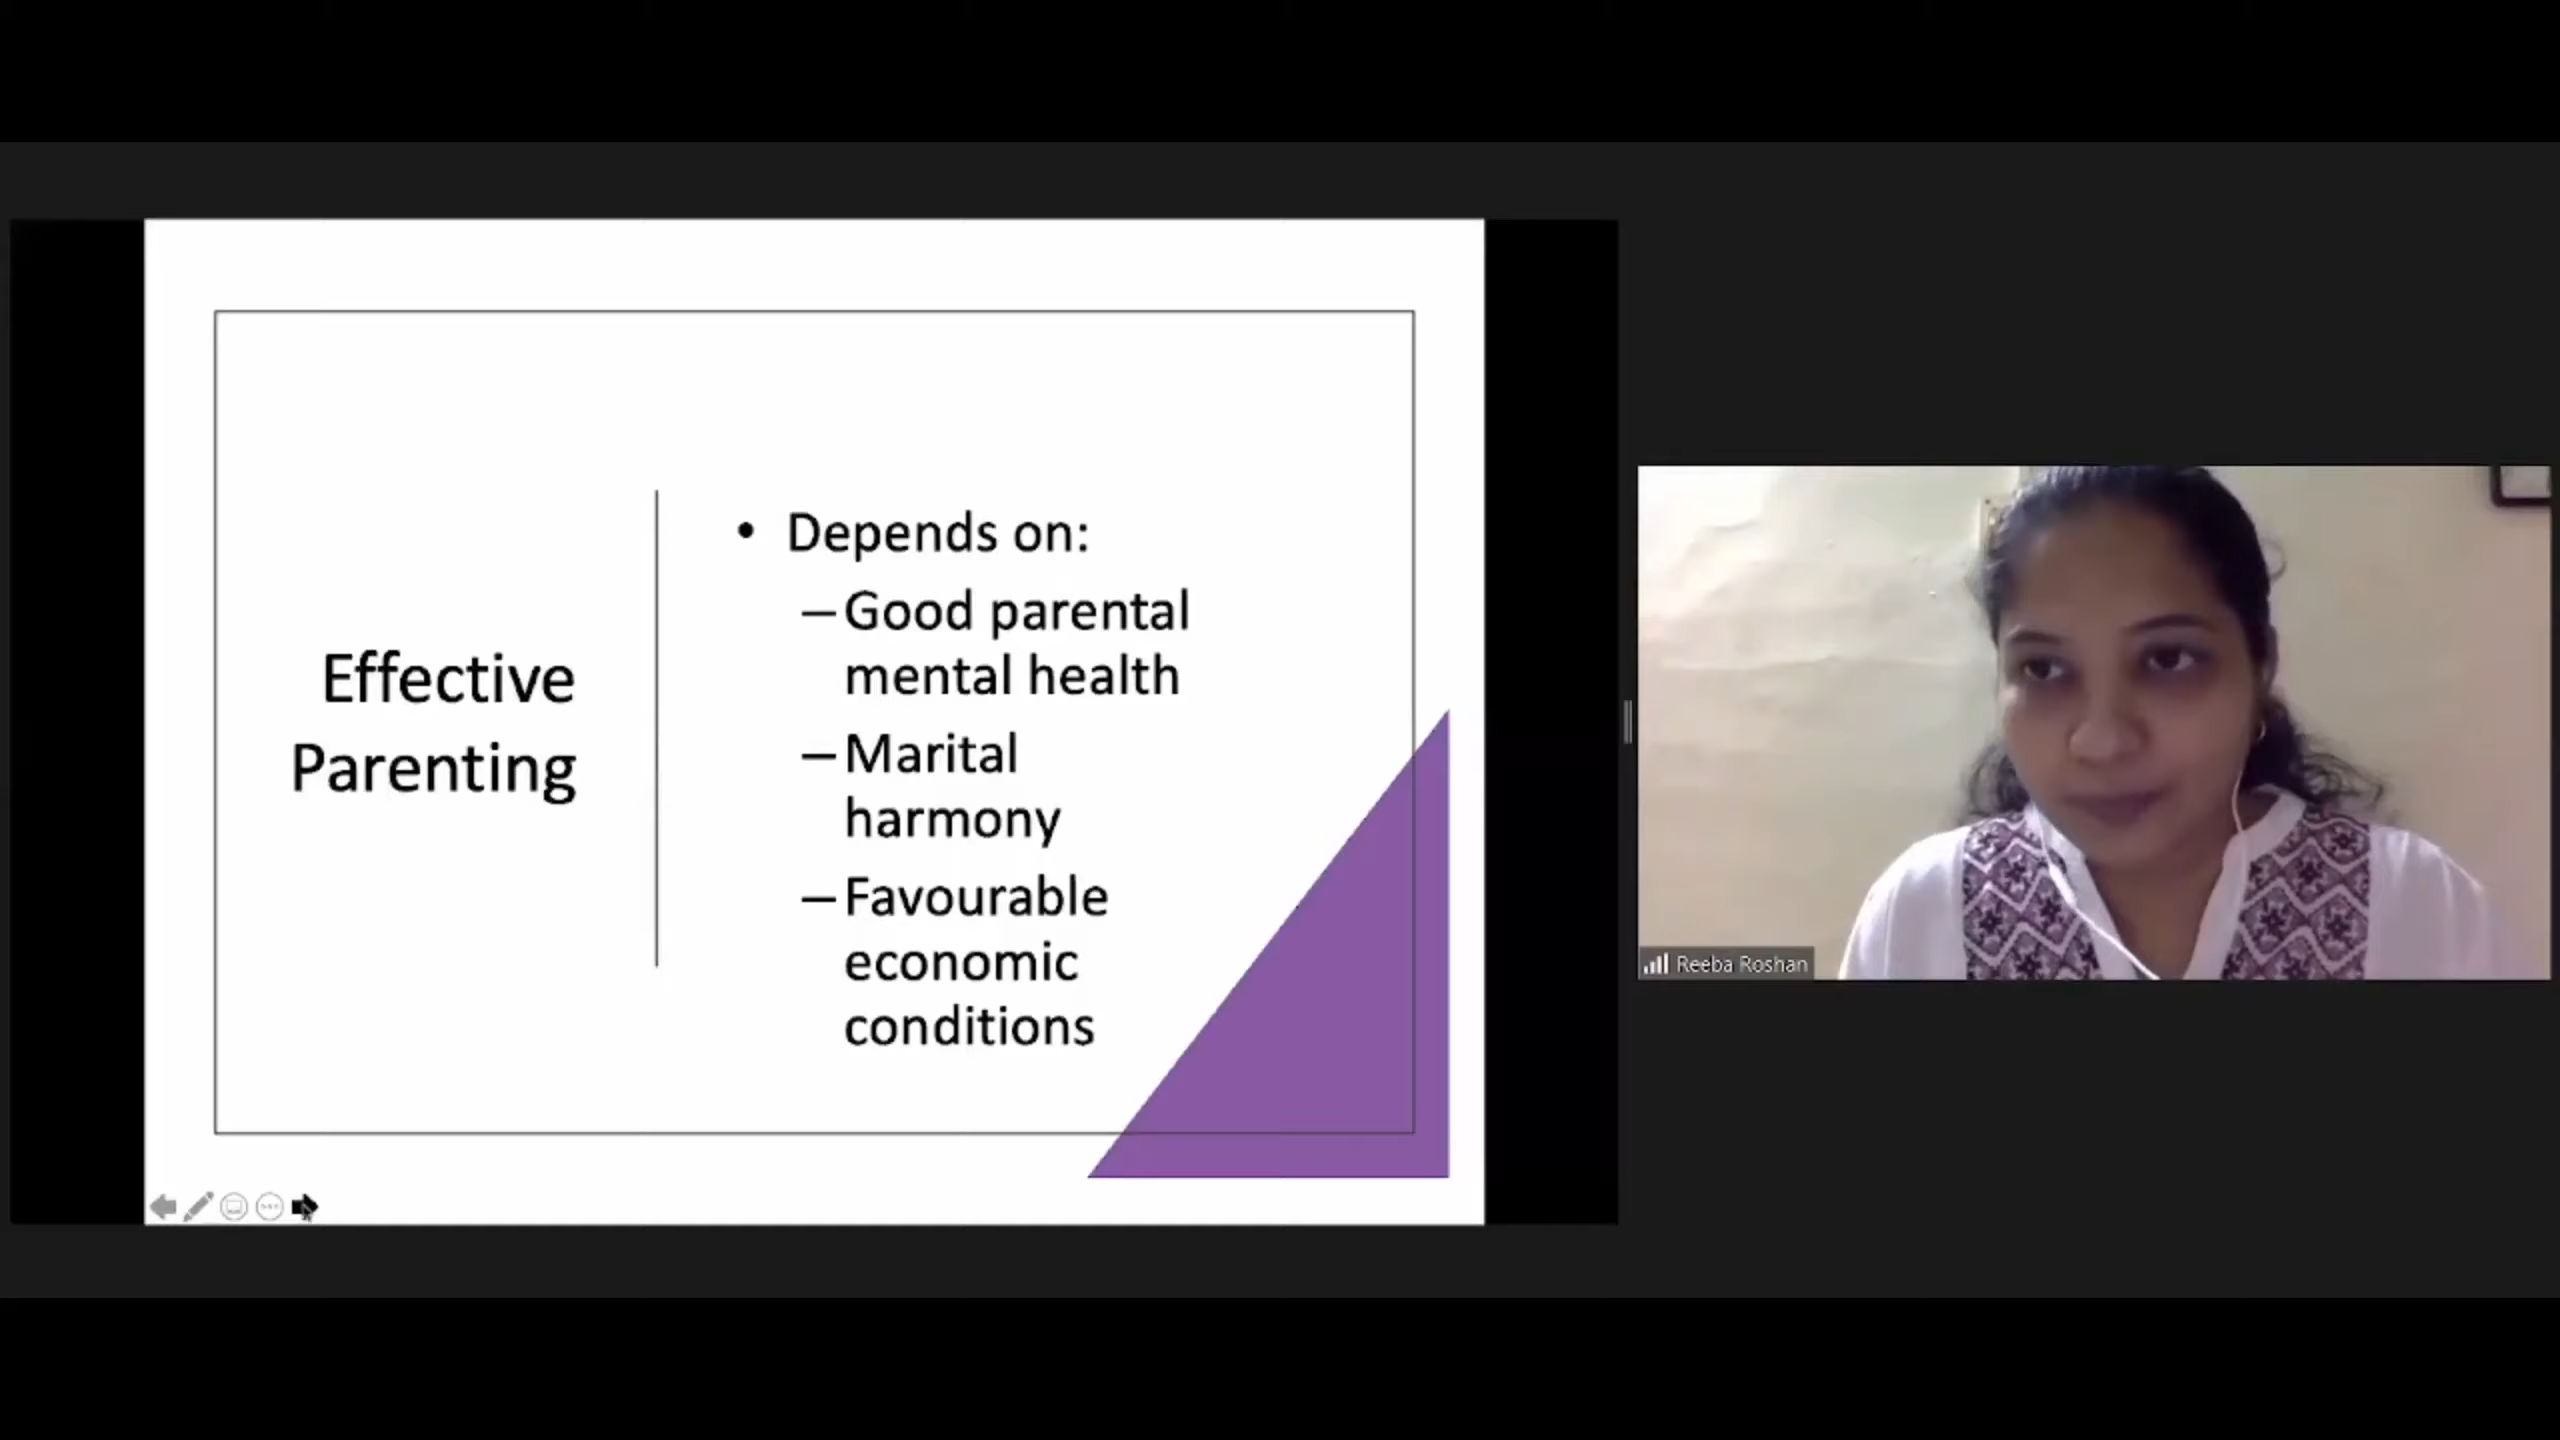 Effective
Parenting
• Depends on:
–Good parental
mental health
–Marital
harmony
–Favourable
economic
conditions
Reeba Roshan